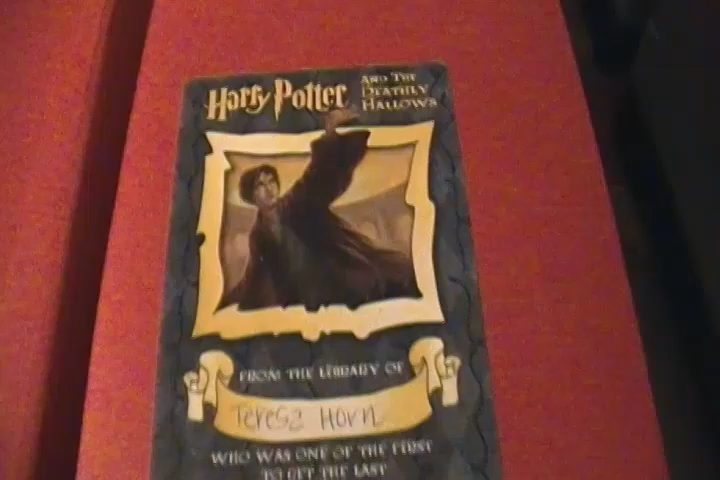 Harry Potter AND THE
DEATHLY
HALLOWS
FROM THE LIBRARY OF
Teresa Horn
WHO WAS ONE OF THE FIRST
TO GET THE LAST